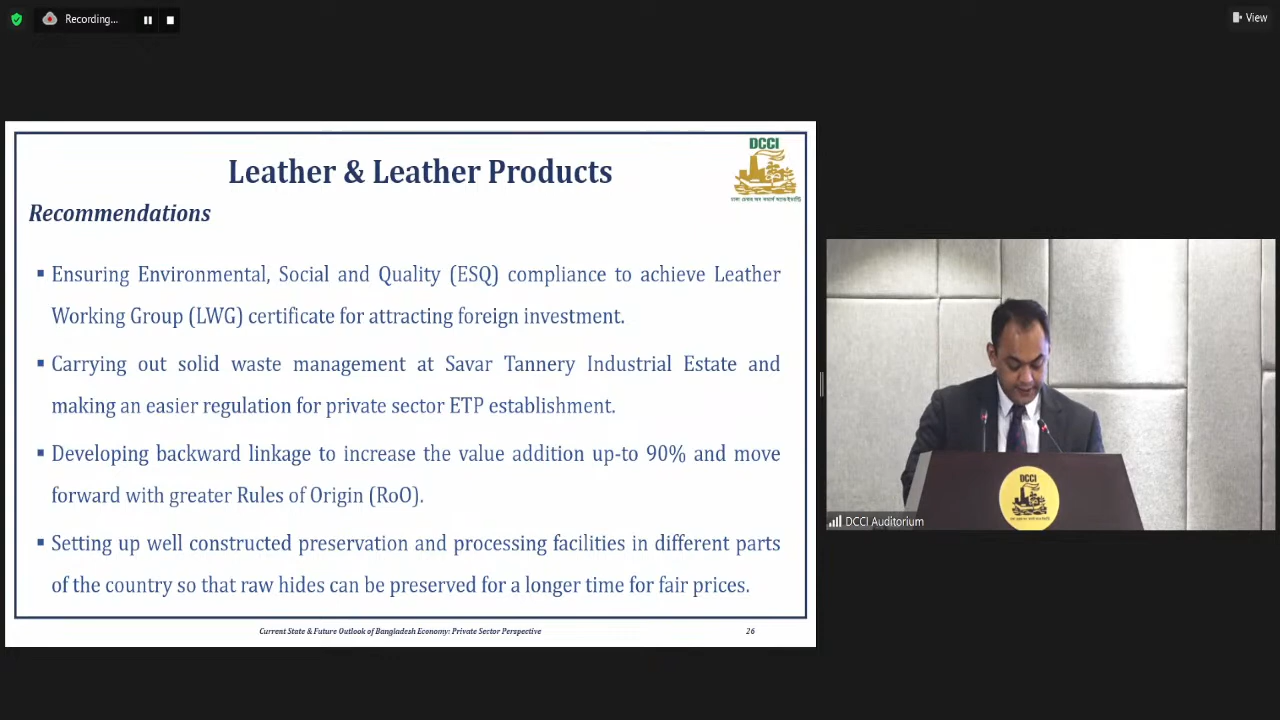 Recording...
View
Leather & Leather Products
DCCI
ঢাকা চেম্বার অব কমার্স অ্যান্ড ইন্ডাস্ট্রি
Recommendations
▪ Ensuring Environmental, Social and Quality (ESQ) compliance to achieve Leather
Working Group (LWG) certificate for attracting foreign investment.
▪ Carrying out solid waste management at Savar Tannery Industrial Estate and
making an easier regulation for private sector ETP establishment.
▪ Developing backward linkage to increase the value addition up-to 90% and move
forward with greater Rules of Origin (RoO).
▪ Setting up well constructed preservation and processing facilities in different parts
of the country so that raw hides can be preserved for a longer time for fair prices.
Current State & Future Outlook of Bangladesh Economy: Private Sector Perspective
26
DCCI
DCCI Auditorium